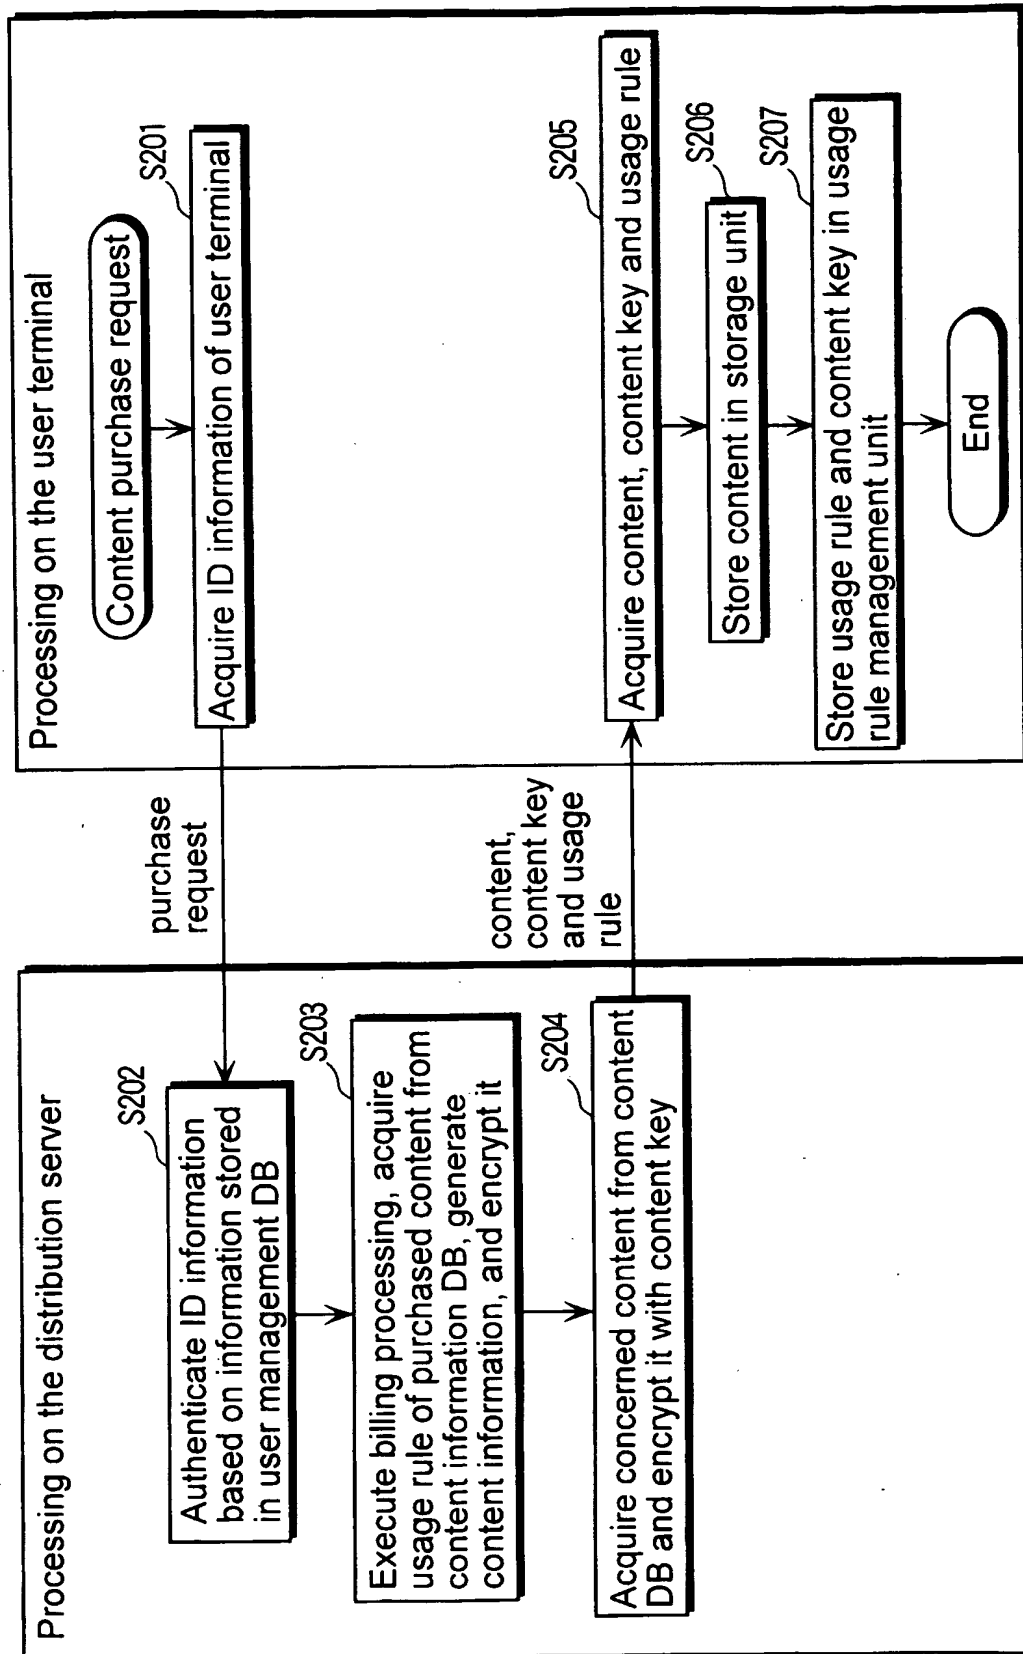 Processing on the distribution server
S202
Authenticate ID information
based on information stored
in user management DB
S203
Execute billing processing, acquire
usage rule of purchased content from
content information DB, generate
content information, and encrypt it
S204
Acquire concerned content from content
DB and encrypt it with content key
purchase
request
content,
content key
and usage
rule
Processing on the user terminal
Content purchase request
S201
Acquire ID information of user terminal
S205
Acquire content, content key and usage rule
S206
Store content in storage unit
S207
Store usage rule and content key in usage
rule management unit
End